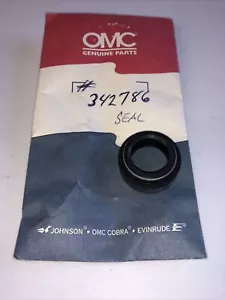 OMC
GENUINE PARTS
# 342786
SEAL
JOHNSON • OMC COBRA • EVINRUDE E